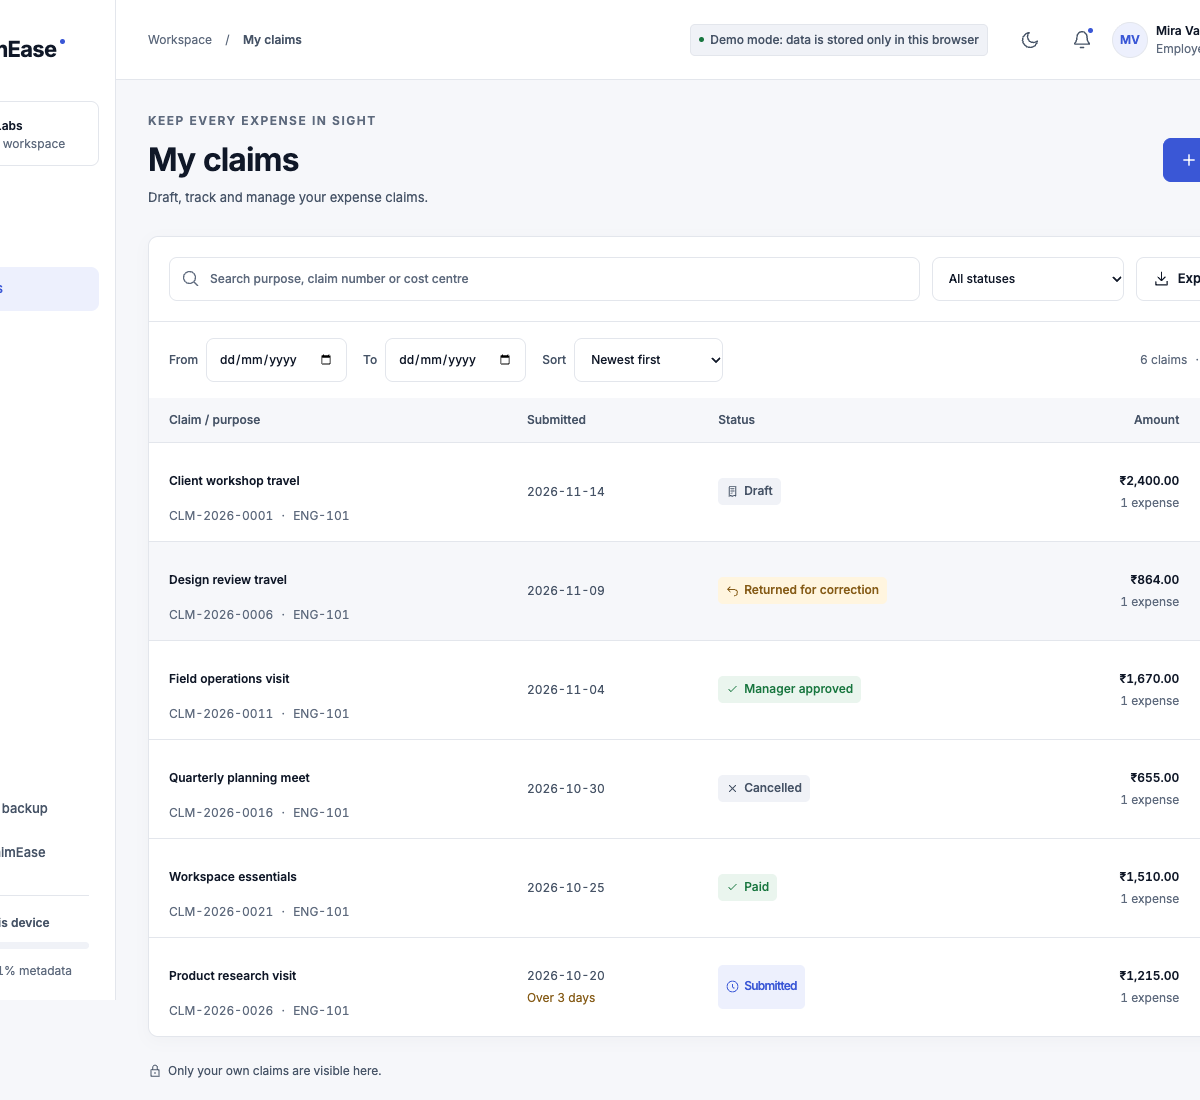 Workspace / My claims
Demo mode: data is stored only in this browser
MV
Mira Va
Employe
mEase
Labs
workspace
s
backup
imEase
is device
1% metadata
KEEP EVERY EXPENSE IN SIGHT
My claims
Draft, track and manage your expense claims.
Search purpose, claim number or cost centre
All statuses
Exp
From dd/mm/yyyy To dd/mm/yyyy Sort Newest first
6 claims ·
Claim / purpose Submitted Status Amount
Client workshop travel
CLM-2026-0001 · ENG-101
2026-11-14
Draft
₹2,400.00
1 expense
Design review travel
CLM-2026-0006 · ENG-101
2026-11-09
Returned for correction
₹864.00
1 expense
Field operations visit
CLM-2026-0011 · ENG-101
2026-11-04
Manager approved
₹1,670.00
1 expense
Quarterly planning meet
CLM-2026-0016 · ENG-101
2026-10-30
Cancelled
₹655.00
1 expense
Workspace essentials
CLM-2026-0021 · ENG-101
2026-10-25
Paid
₹1,510.00
1 expense
Product research visit
CLM-2026-0026 · ENG-101
2026-10-20
Over 3 days
Submitted
₹1,215.00
1 expense
Only your own claims are visible here.